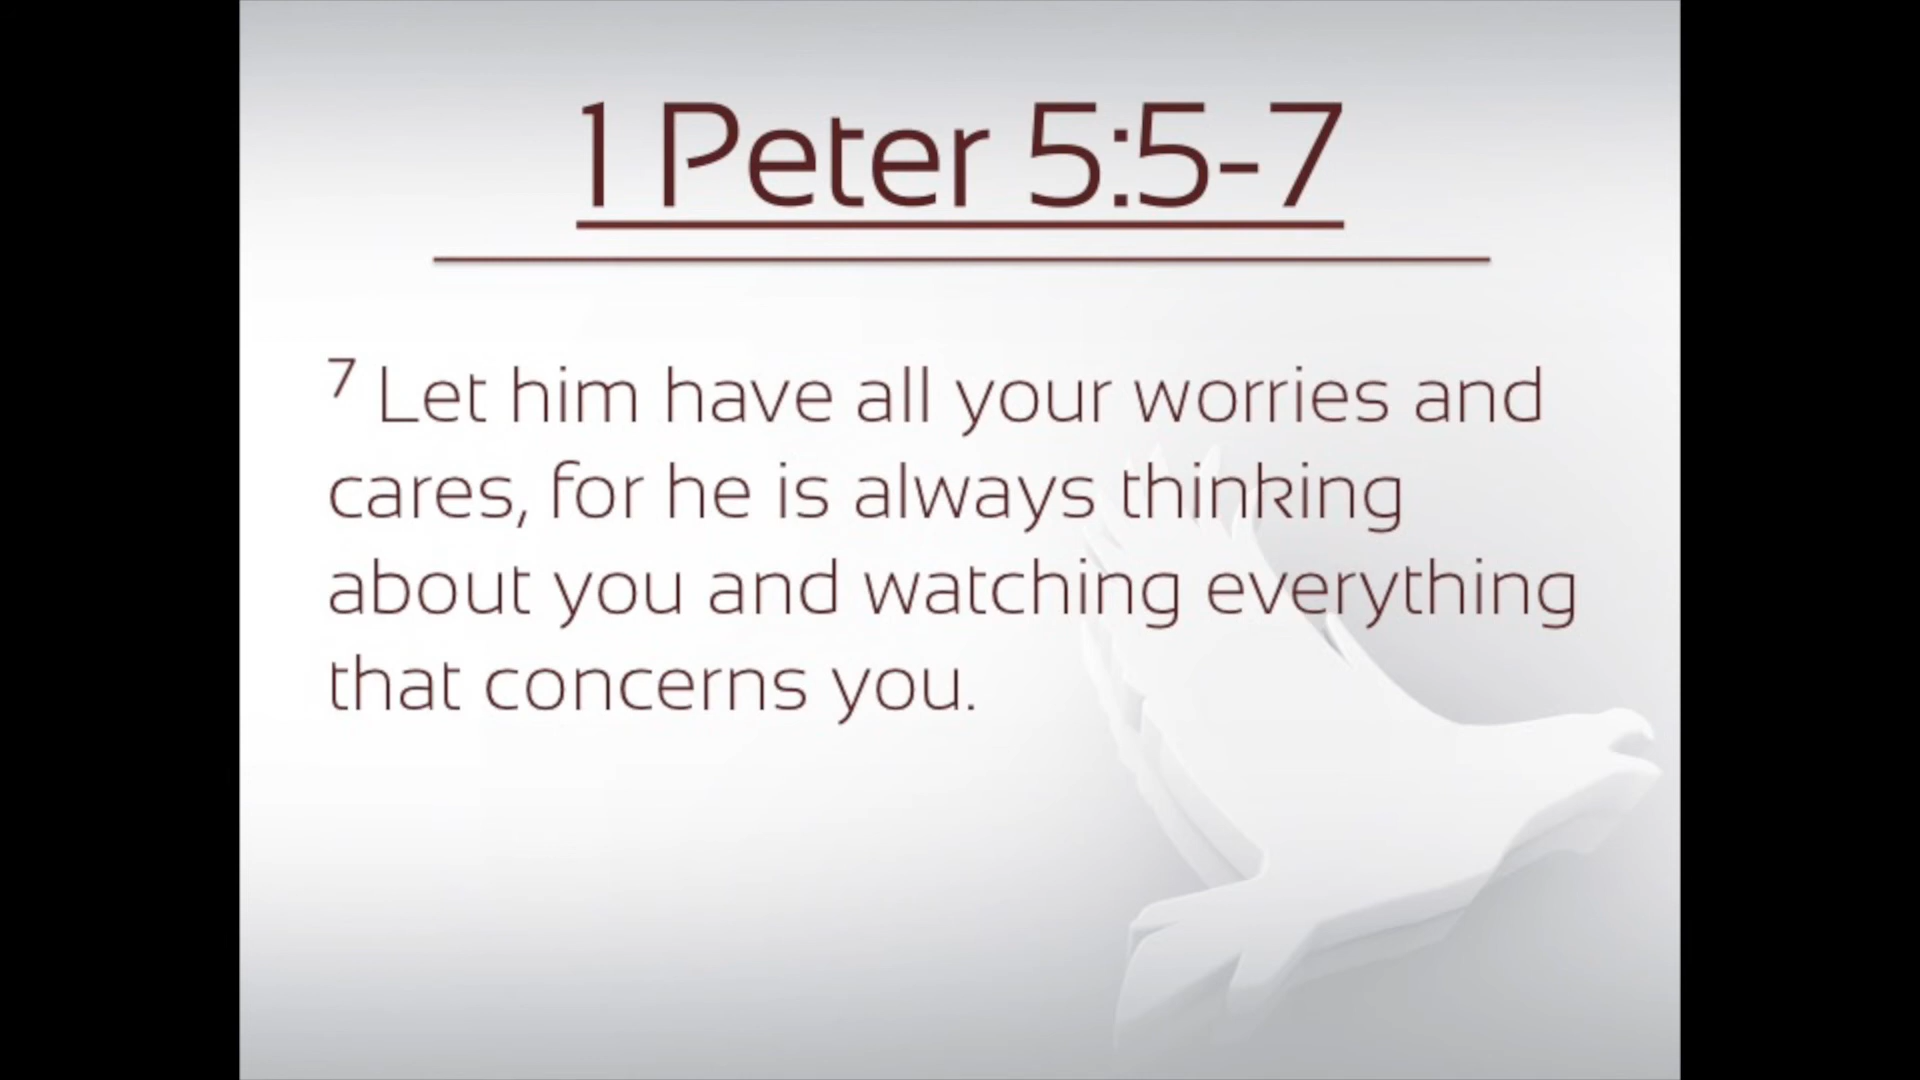 1 Peter 5:5-7
7 Let him have all your worries and
cares, for he is always thinking
about you and watching everything
that concerns you.